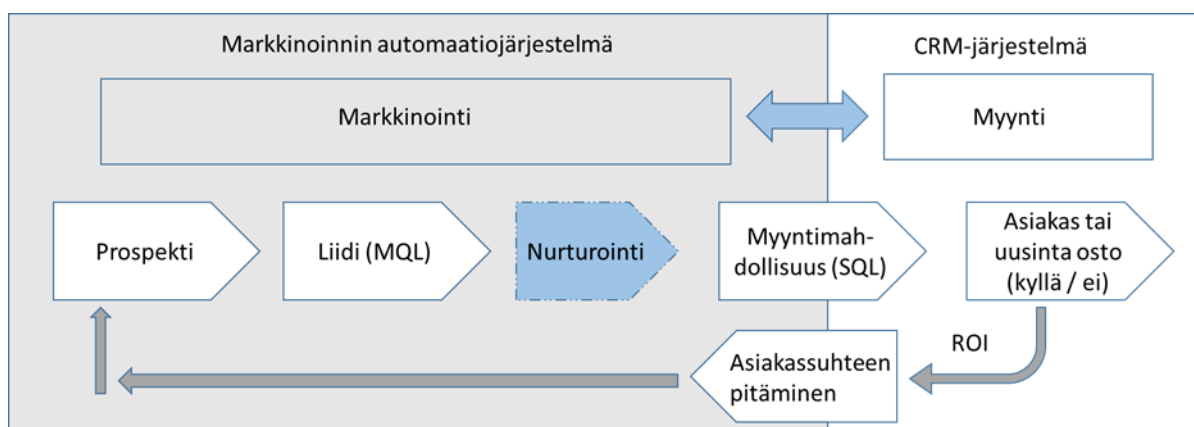 Markkinoinnin automaatiojärjestelmä
CRM-järjestelmä
Markkinointi
Myynti
Prospekti
Liidi (MQL)
Nurturointi
Myyntimah-
dollisuus (SQL)
Asiakas tai
uusinta osto
(kyllä / ei)
ROI
Asiakassuhteen
pitäminen